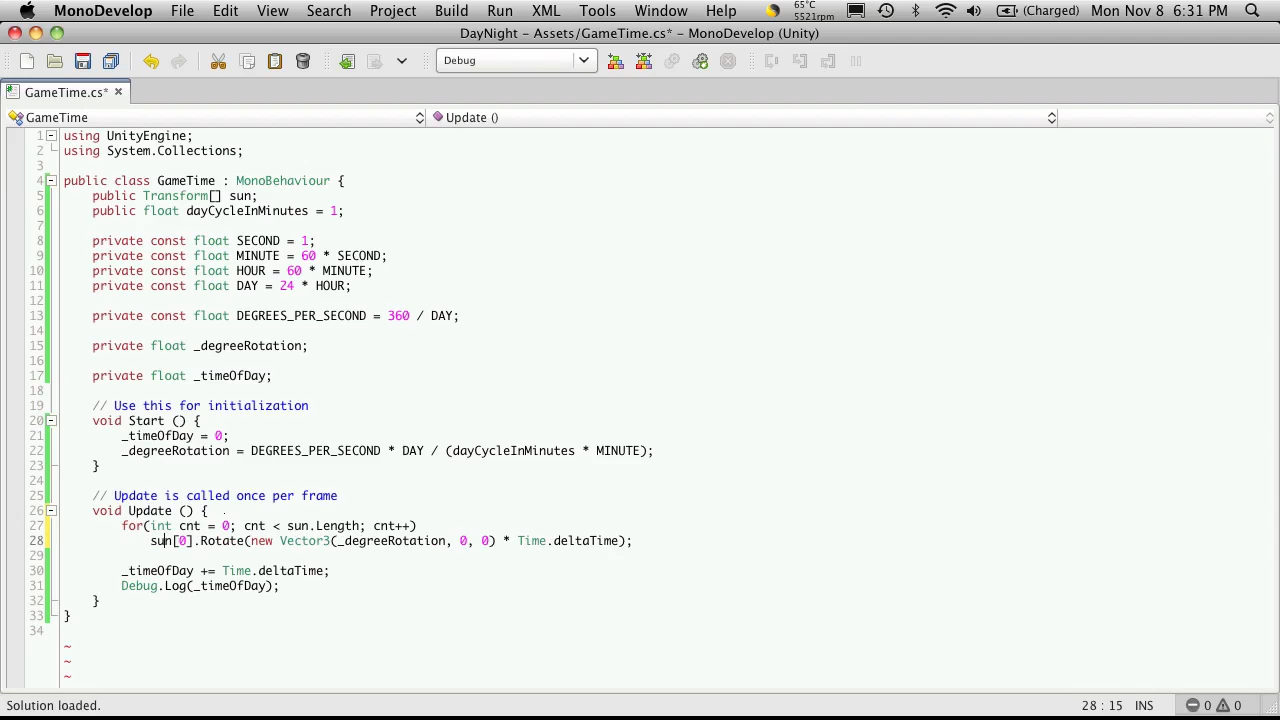 MonoDevelop File Edit View Search Project Build Run XML Tools Window Help 65°C 5521rpm (Charged) Mon Nov 8 6:31 PM
DayNight - Assets/GameTime.cs* - MonoDevelop (Unity)
Debug
GameTime.cs*
GameTime Update ()
1 using UnityEngine;
2 using System.Collections;
3
4 public class GameTime : MonoBehaviour {
5 public Transform[] sun;
6 public float dayCycleInMinutes = 1;
7
8 private const float SECOND = 1;
9 private const float MINUTE = 60 * SECOND;
10 private const float HOUR = 60 * MINUTE;
11 private const float DAY = 24 * HOUR;
12
13 private const float DEGREES_PER_SECOND = 360 / DAY;
14
15 private float _degreeRotation;
16
17 private float _timeOfDay;
18
19 // Use this for initialization
20 void Start () {
21 _timeOfDay = 0;
22 _degreeRotation = DEGREES_PER_SECOND * DAY / (dayCycleInMinutes * MINUTE);
23 }
24
25 // Update is called once per frame
26 void Update () {
27 for(int cnt = 0; cnt < sun.Length; cnt++)
28 sun[0].Rotate(new Vector3(_degreeRotation, 0, 0) * Time.deltaTime);
29
30 _timeOfDay += Time.deltaTime;
31 Debug.Log(_timeOfDay);
32 }
33 }
34
~
~
~
Solution loaded. 28 : 15 INS 0 0